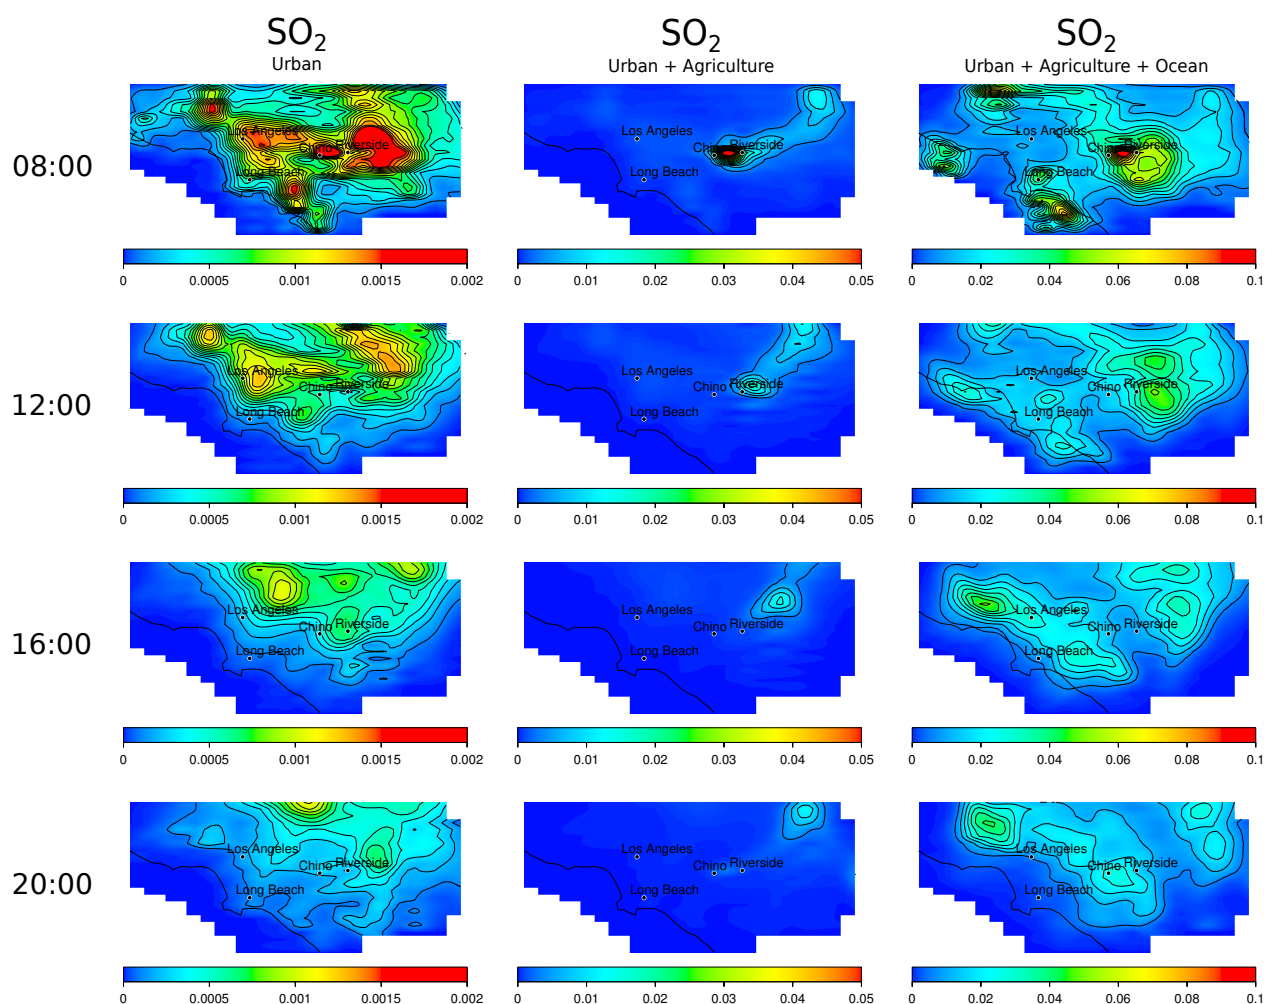 SO2 SO2 SO2
Urban Urban + Agriculture Urban + Agriculture + Ocean
08:00
Los Angeles Chino Riverside Long Beach
Los Angeles Chino Riverside Long Beach
Los Angeles Chino Riverside Long Beach
0 0.0005 0.001 0.0015 0.002
0 0.01 0.02 0.03 0.04 0.05
0 0.02 0.04 0.06 0.08 0.1
12:00
Los Angeles Chino Riverside Long Beach
Los Angeles Chino Riverside Long Beach
Los Angeles Chino Riverside Long Beach
0 0.0005 0.001 0.0015 0.002
0 0.01 0.02 0.03 0.04 0.05
0 0.02 0.04 0.06 0.08 0.1
16:00
Los Angeles Chino Riverside Long Beach
Los Angeles Chino Riverside Long Beach
Los Angeles Chino Riverside Long Beach
0 0.0005 0.001 0.0015 0.002
0 0.01 0.02 0.03 0.04 0.05
0 0.02 0.04 0.06 0.08 0.1
20:00
Los Angeles Chino Riverside Long Beach
Los Angeles Chino Riverside Long Beach
Los Angeles Chino Riverside Long Beach
0 0.0005 0.001 0.0015 0.002
0 0.01 0.02 0.03 0.04 0.05
0 0.02 0.04 0.06 0.08 0.1